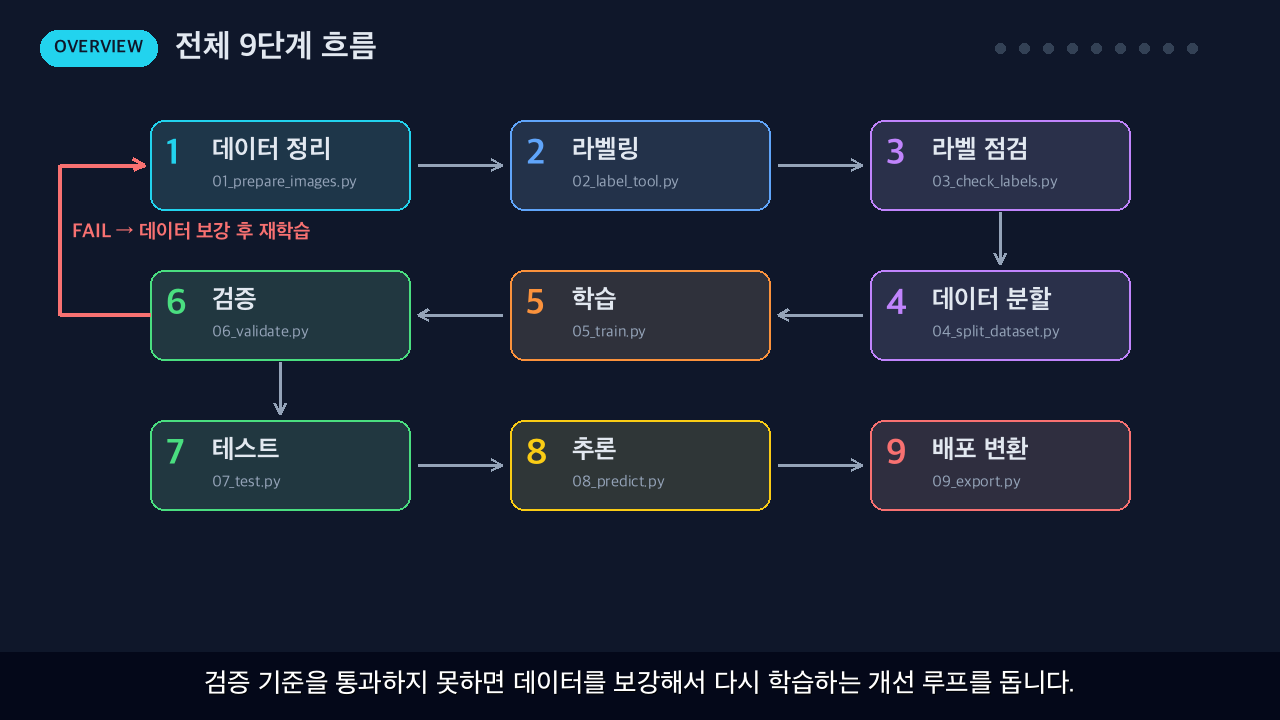 OVERVIEW 전체 9단계 흐름
1 데이터 정리
01_prepare_images.py
2 라벨링
02_label_tool.py
3 라벨 점검
03_check_labels.py
FAIL → 데이터 보강 후 재학습
6 검증
06_validate.py
5 학습
05_train.py
4 데이터 분할
04_split_dataset.py
7 테스트
07_test.py
8 추론
08_predict.py
9 배포 변환
09_export.py
검증 기준을 통과하지 못하면 데이터를 보강해서 다시 학습하는 개선 루프를 돕니다.